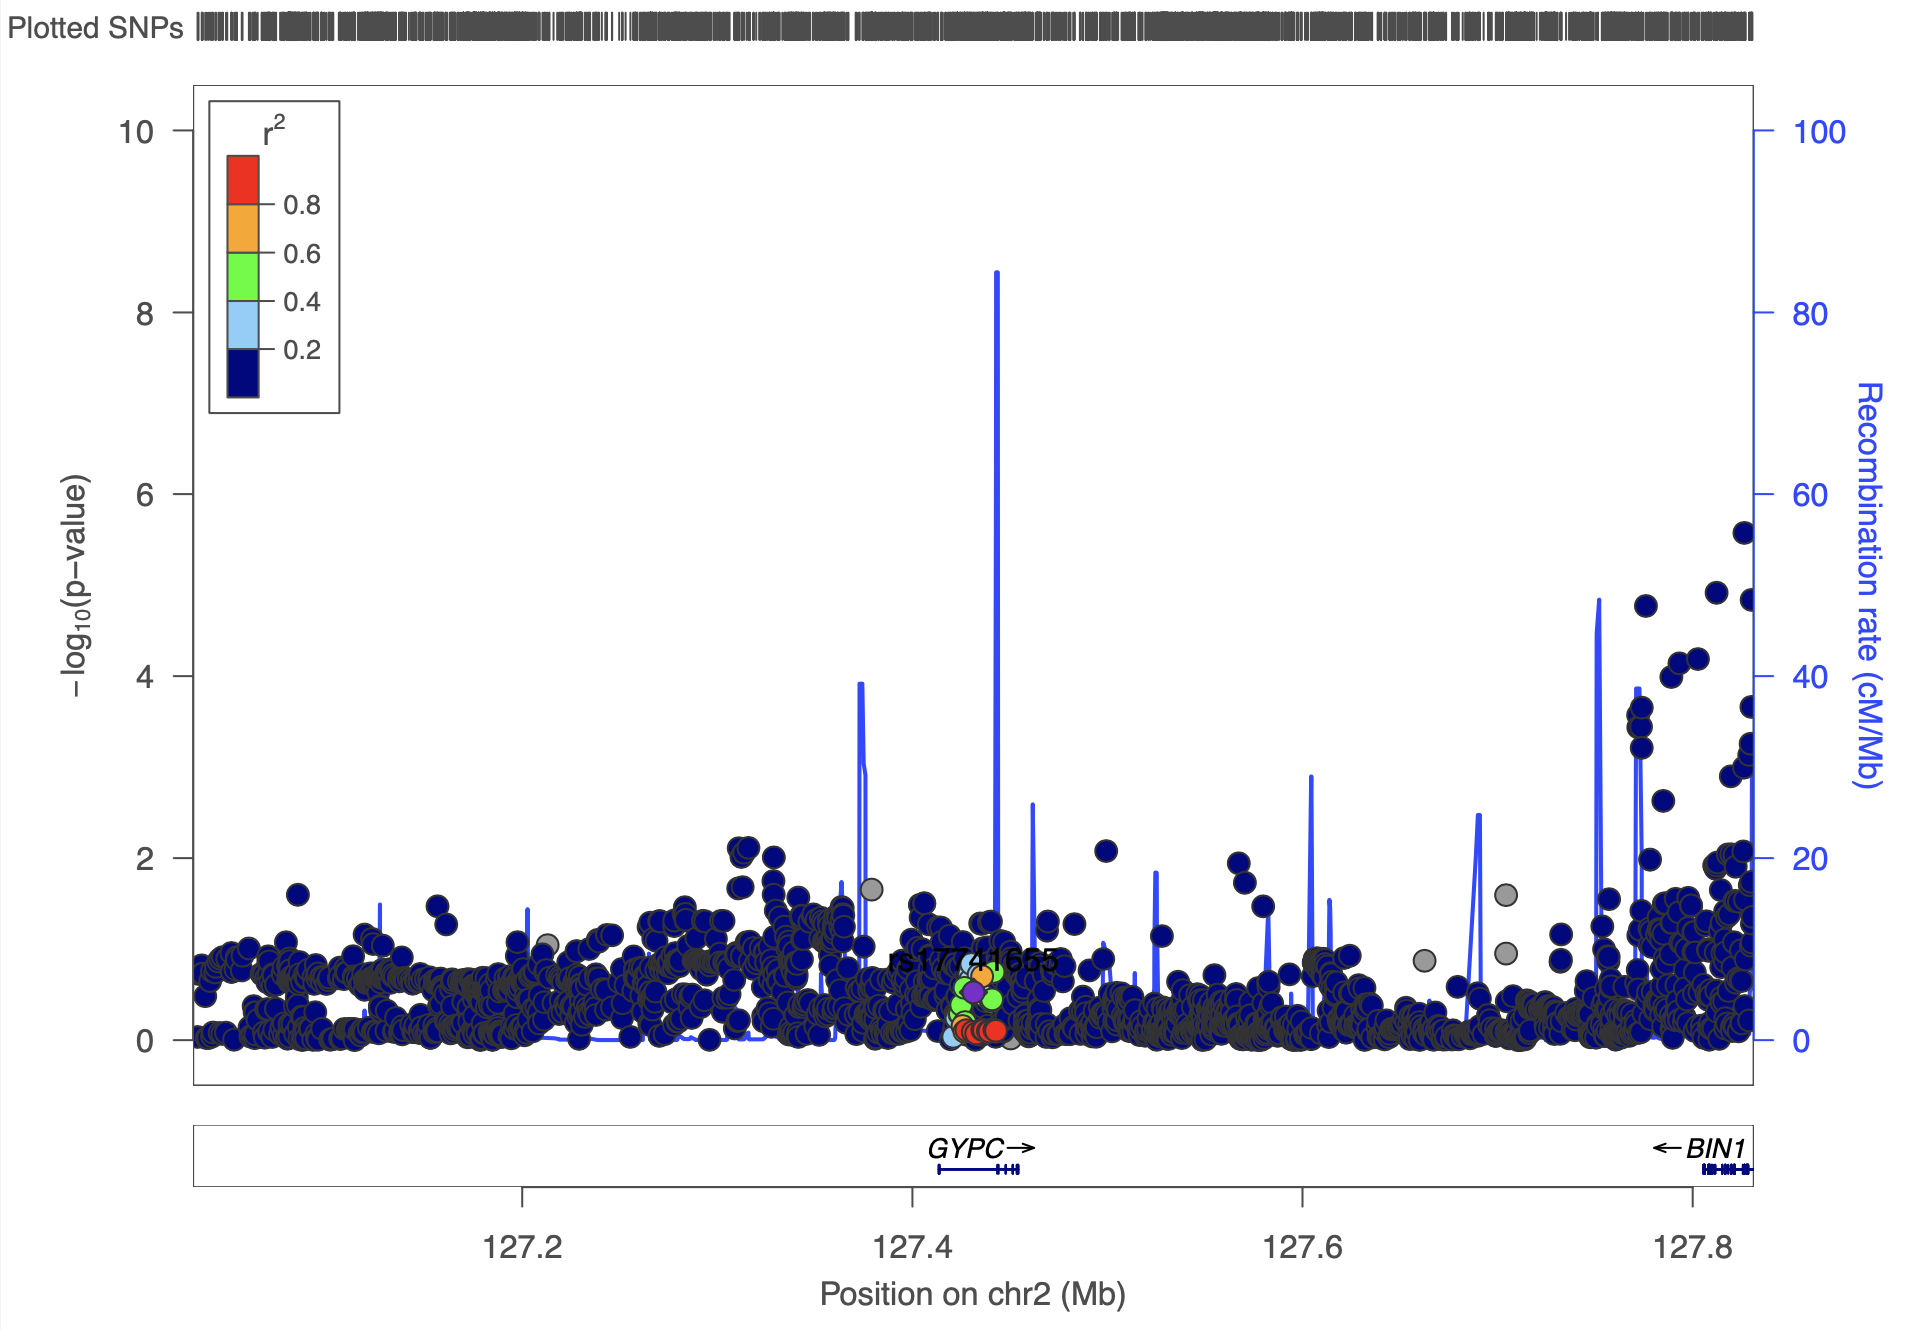 Plotted SNPs
r2
0.8
0.6
0.4
0.2
10
8
6
4
2
0
−log10(p−value)
100
80
60
40
20
0
Recombination rate (cM/Mb)
rs17741655
GYPC→
←BIN1
127.2 127.4 127.6 127.8
Position on chr2 (Mb)